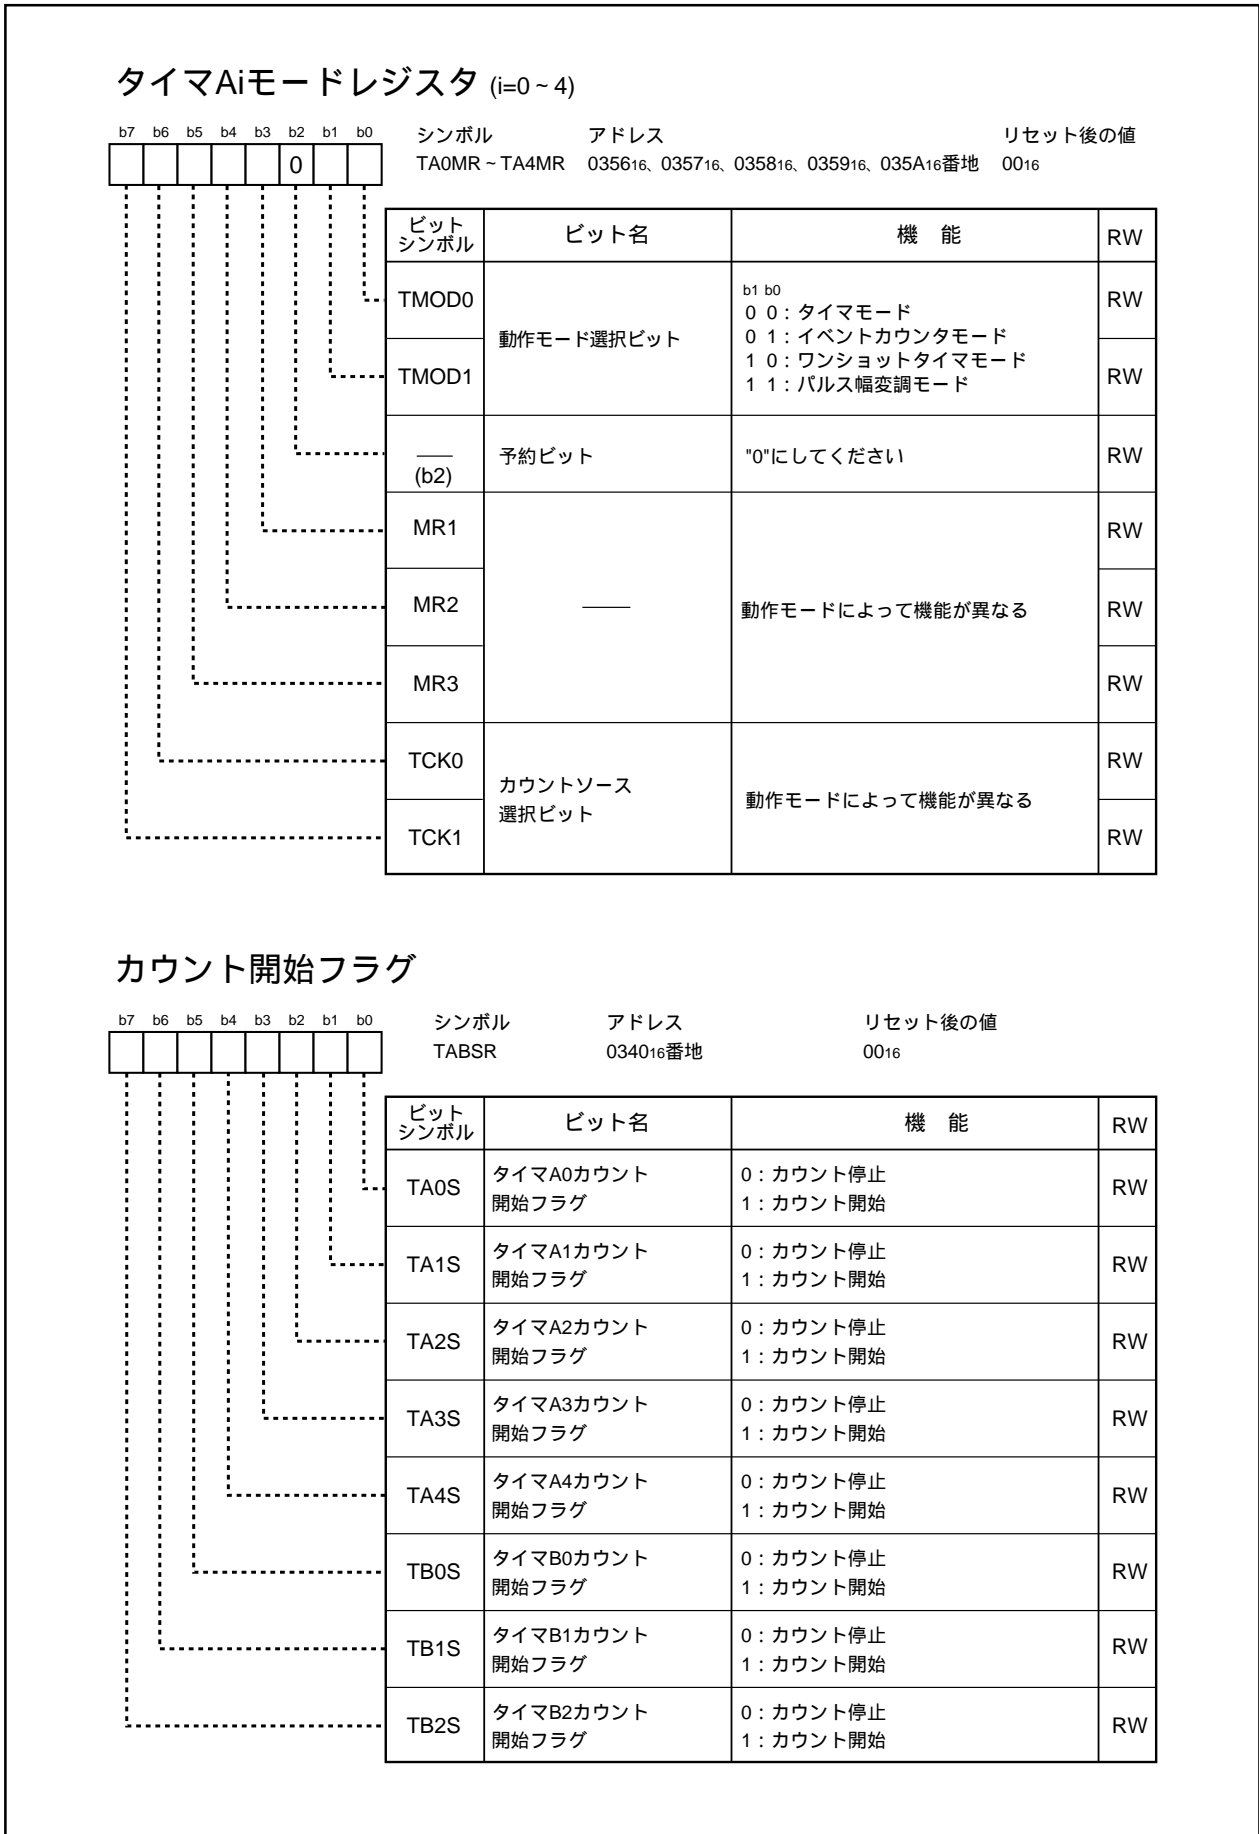 タイマAiモードレジスタ (i=0 ~ 4)
b7 b6 b5 b4 b3 b2 b1 b0
0
シンボル アドレス リセット後の値
TA0MR ~ TA4MR 035616、035716、035816、035916、035A16番地 0016
ビット
シンボル
ビット名 機 能 RW
TMOD0
TMOD1
動作モード選択ビット
b1 b0
0 0:タイマモード
0 1:イベントカウンタモード
1 0:ワンショットタイマモード
1 1:パルス幅変調モード
RW
RW
(b2)
予約ビット "0"にしてください RW
MR1 RW
MR2 動作モードによって機能が異なる RW
MR3 RW
TCK0 RW
カウントソース
選択ビット
動作モードによって機能が異なる
TCK1 RW
カウント開始フラグ
b7 b6 b5 b4 b3 b2 b1 b0
シンボル アドレス リセット後の値
TABSR 034016番地 0016
ビット
シンボル
ビット名 機 能 RW
TA0S
タイマA0カウント
開始フラグ
0:カウント停止
1:カウント開始
RW
TA1S
タイマA1カウント
開始フラグ
0:カウント停止
1:カウント開始
RW
TA2S
タイマA2カウント
開始フラグ
0:カウント停止
1:カウント開始
RW
TA3S
タイマA3カウント
開始フラグ
0:カウント停止
1:カウント開始
RW
TA4S
タイマA4カウント
開始フラグ
0:カウント停止
1:カウント開始
RW
TB0S
タイマB0カウント
開始フラグ
0:カウント停止
1:カウント開始
RW
TB1S
タイマB1カウント
開始フラグ
0:カウント停止
1:カウント開始
RW
TB2S
タイマB2カウント
開始フラグ
0:カウント停止
1:カウント開始
RW